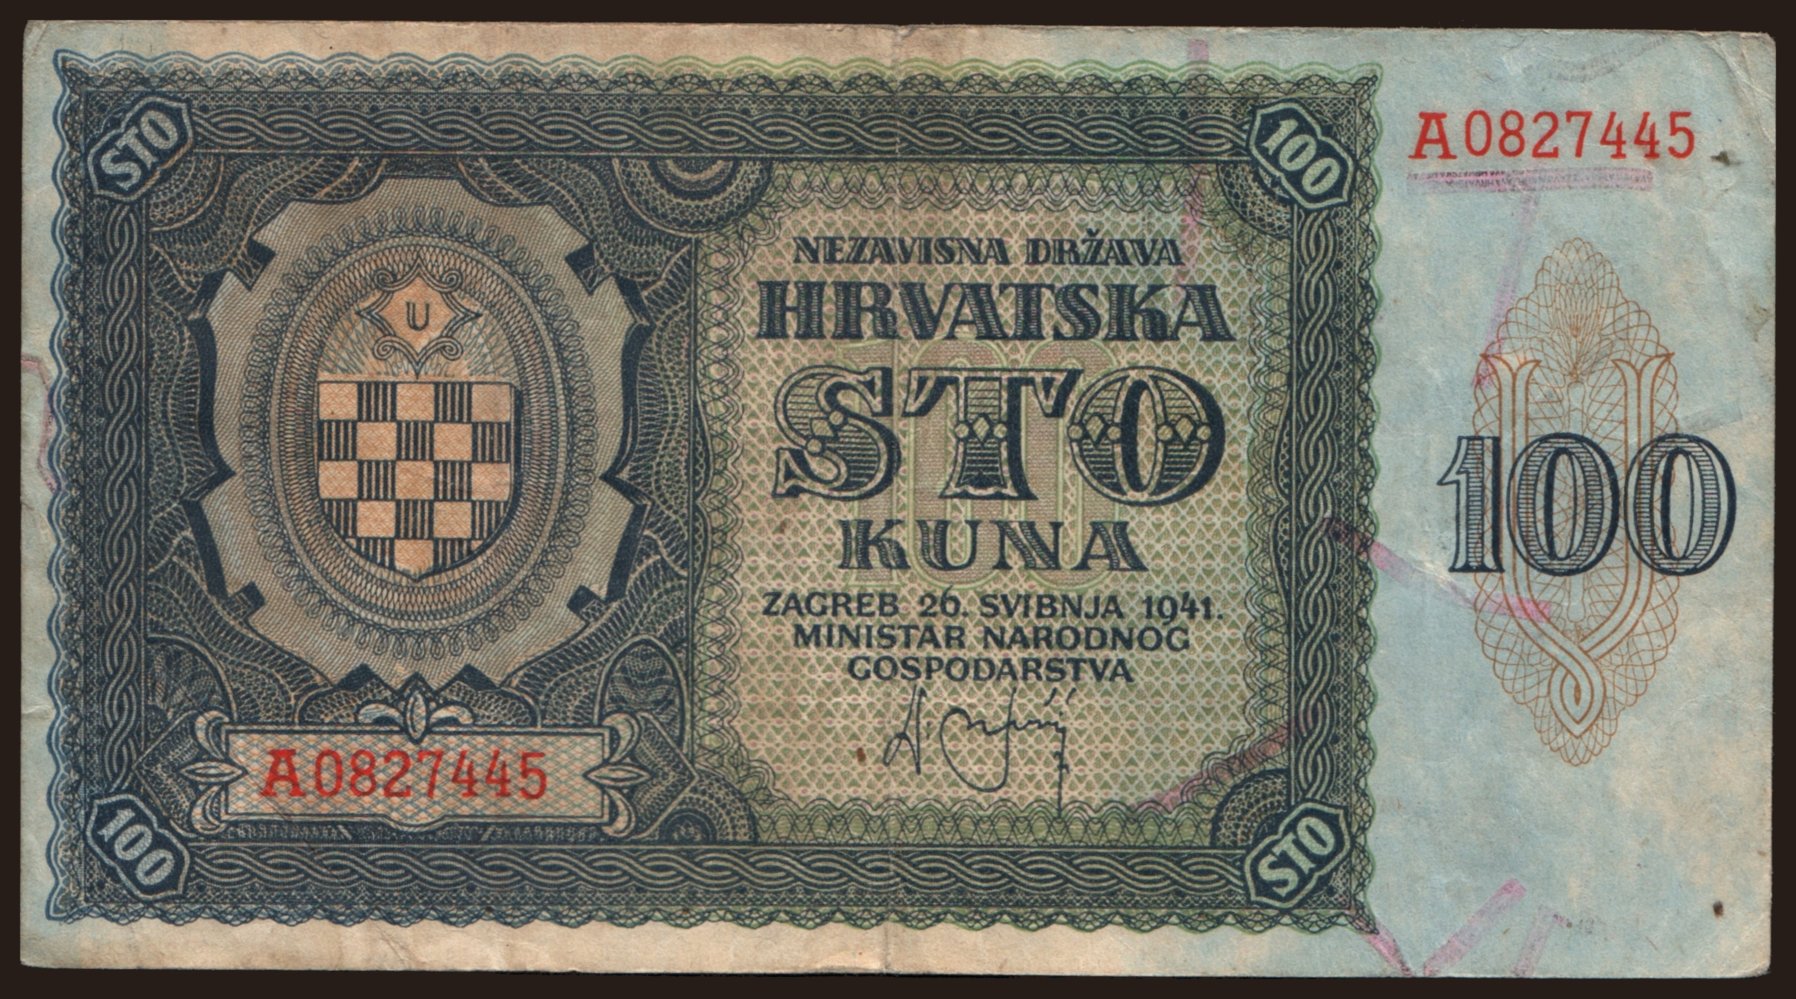 STO
100
A0827445
U
NEZAVISNA DRŽAVA
HRVATSKA
STO
KUNA
100
ZAGREB 26. SVIBNJA 1941.
MINISTAR NARODNOG
GOSPODARSTVA
100
A0827445
100
STO